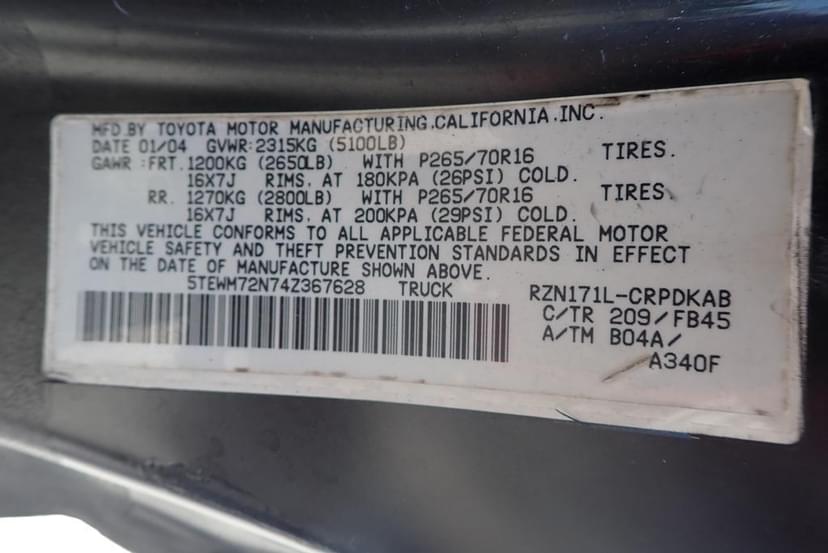 MFD.BY TOYOTA MOTOR MANUFACTURING,CALIFORNIA,INC.
DATE 01/04 GVWR:2315KG (5100LB)
GAWR :FRT.1200KG (2650LB) WITH P265/70R16 TIRES.
16X7J RIMS, AT 180KPA (26PSI) COLD.
RR. 1270KG (2800LB) WITH P265/70R16 TIRES
16X7J RIMS, AT 200KPA (29PSI) COLD.
THIS VEHICLE CONFORMS TO ALL APPLICABLE FEDERAL MOTOR
VEHICLE SAFETY AND THEFT PREVENTION STANDARDS IN EFFECT
ON THE DATE OF MANUFACTURE SHOWN ABOVE.
5TEWM72N74Z367628 TRUCK RZN171L-CRPDKAB
C/TR 209/FB45
A/TM B04A/
A340F